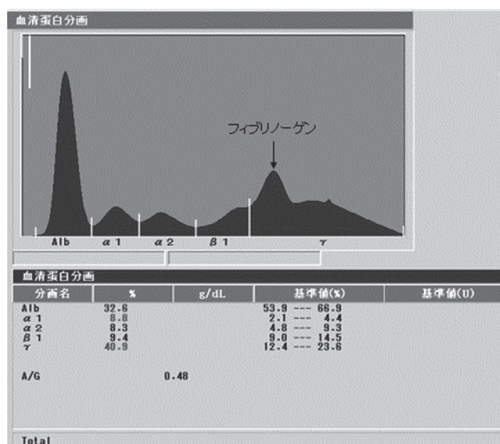 血清蛋白分画
フィブリノーゲン
Alb α1 α2 β1 γ
血清蛋白分画
分画名 % g/dL 基準値(%) 基準値(U)
Alb 32.6 53.9 --- 66.9
α1 8.8 2.1 --- 4.4
α2 8.3 4.8 --- 9.3
β1 9.4 9.0 --- 14.5
γ 40.9 12.4 --- 23.6
A/G 0.48
Total